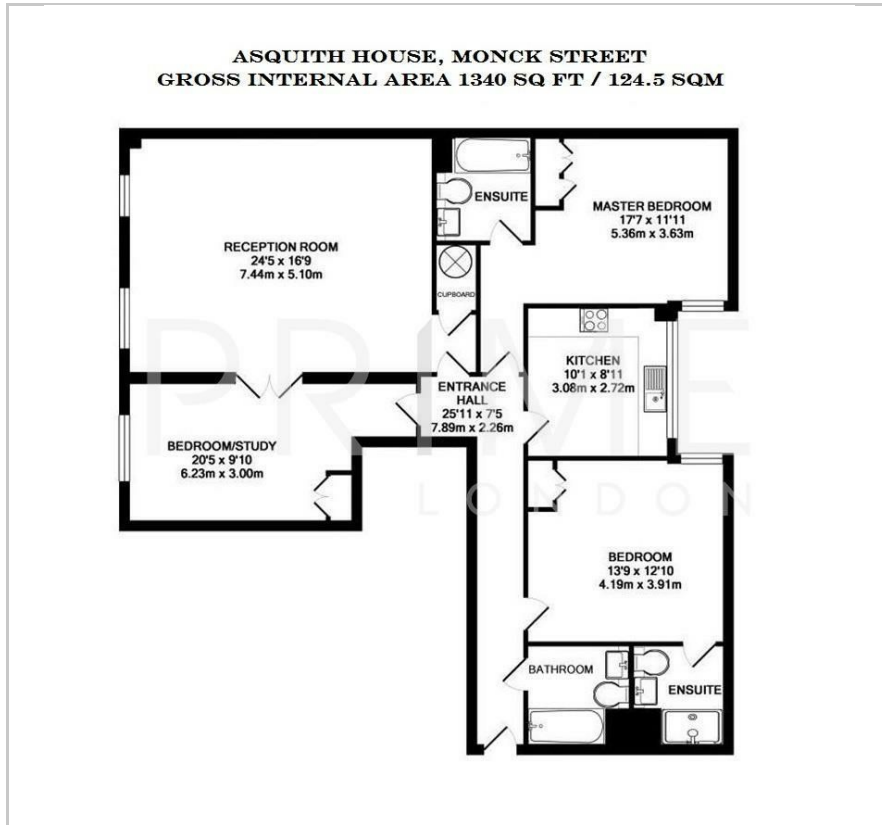 ASQUITH HOUSE, MONCK STREET
GROSS INTERNAL AREA 1340 SQ FT / 124.5 SQM
ENSUITE
MASTER BEDROOM
17'7 x 11'11
5.36m x 3.63m
RECEPTION ROOM
24'5 x 16'9
7.44m x 5.10m
CUPBOARD
KITCHEN
10'1 x 8'11
3.08m x 2.72m
ENTRANCE
HALL
25'11 x 7'5
7.89m x 2.26m
BEDROOM/STUDY
20'5 x 9'10
6.23m x 3.00m
PRIME
LONDON
BEDROOM
13'9 x 12'10
4.19m x 3.91m
BATHROOM
ENSUITE